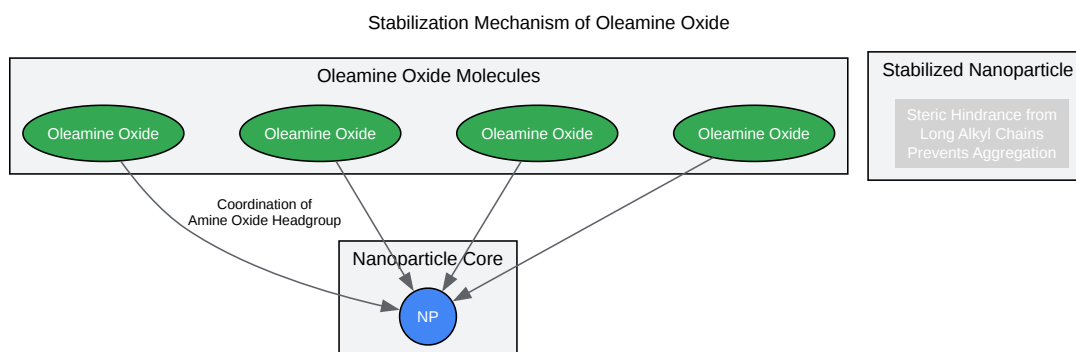 Stabilization Mechanism of Oleamine Oxide
Oleamine Oxide Molecules
Stabilized Nanoparticle
Oleamine Oxide
Oleamine Oxide
Oleamine Oxide
Oleamine Oxide
Steric Hindrance from
Long Alkyl Chains
Prevents Aggregation
Coordination of
Amine Oxide Headgroup
Nanoparticle Core
NP